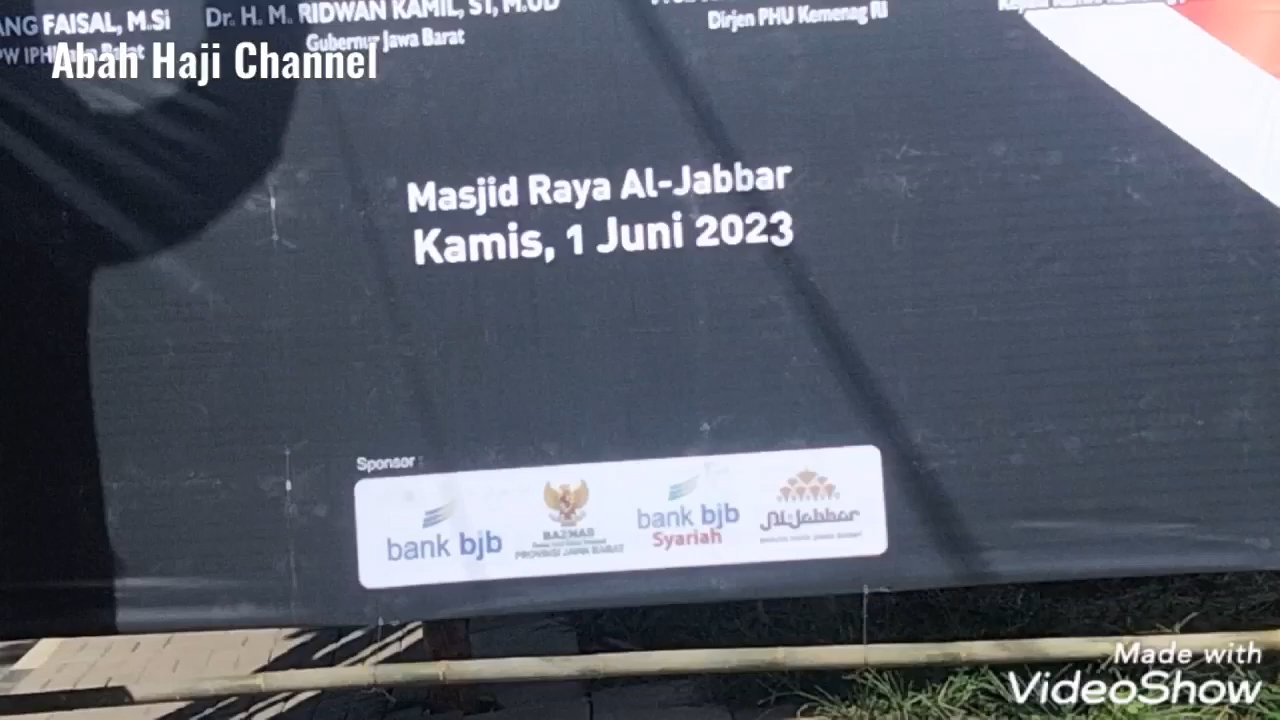 ANG FAISAL, M.Si
Dr. H. M. RIDWAN KAMIL, ST, M.UD
Gubernur Jawa Barat
Dirjen PHU Kemenag RI
Abah Haji Channel
Masjid Raya Al-Jabbar
Kamis, 1 Juni 2023
Sponsor :
bank bjb
BAZNAS
PROVINSI JAWA BARAT
bank bjb
Syariah
Al-Jabbar
Made with
VideoShow